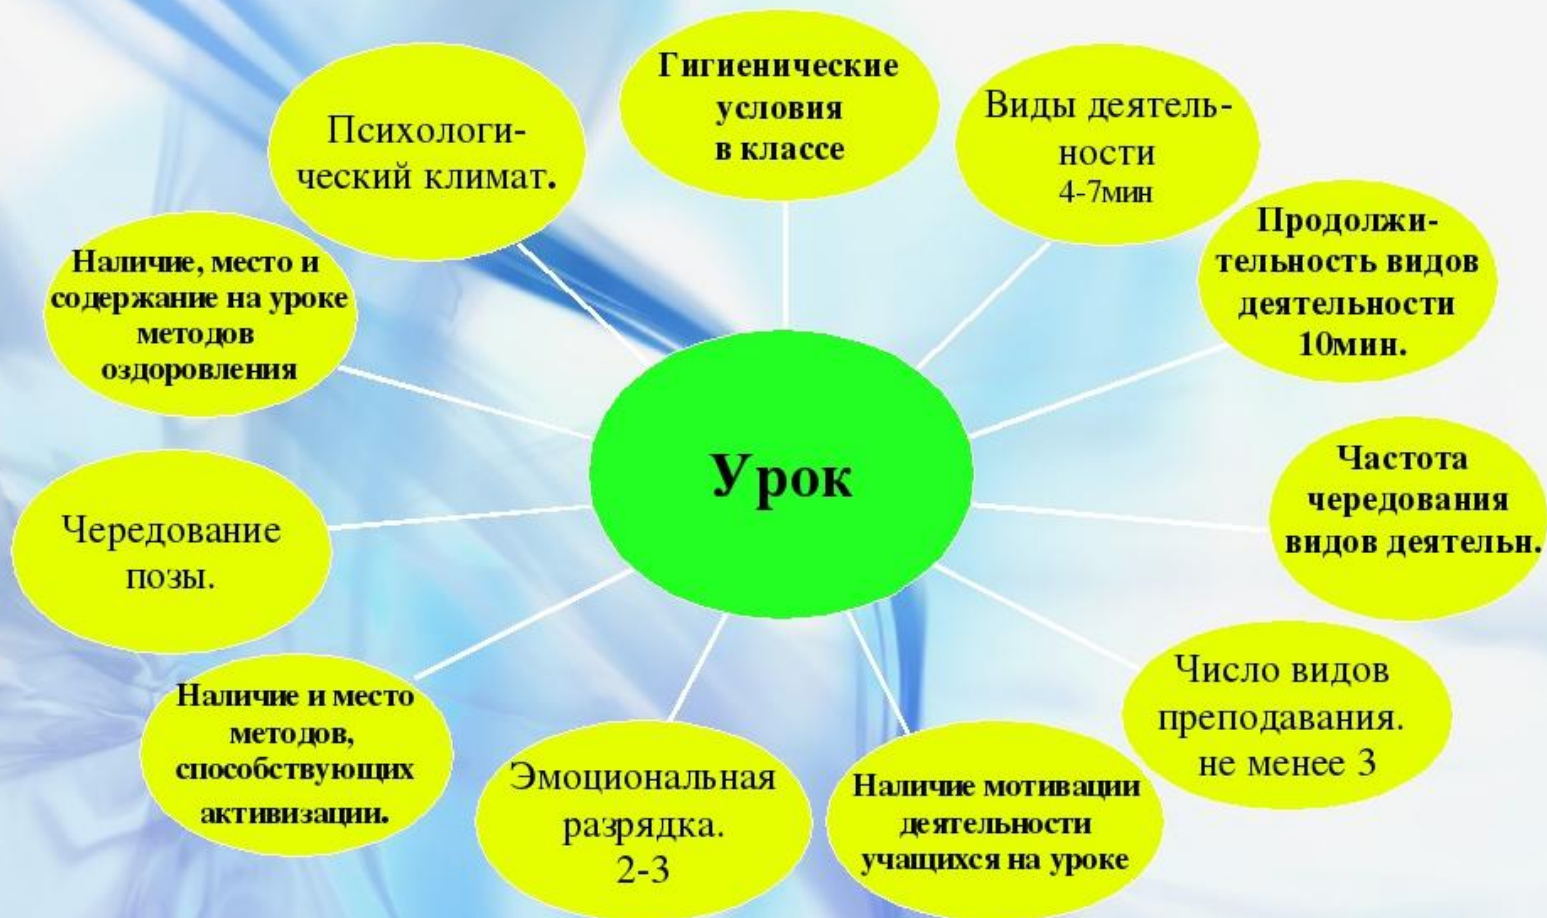 Гигиенические
условия
в классе
Виды деятель-
ности
4-7мин
Продолжи-
тельность видов
деятельности
10мин.
Частота
чередования
видов деятельн.
Число видов
преподавания.
не менее 3
Наличие мотивации
деятельности
учащихся на уроке
Эмоциональная
разрядка.
2-3
Наличие и место
методов,
способствующих
активизации.
Чередование
позы.
Наличие, место и
содержание на уроке
методов
оздоровления
Психологи-
ческий климат.
Урок